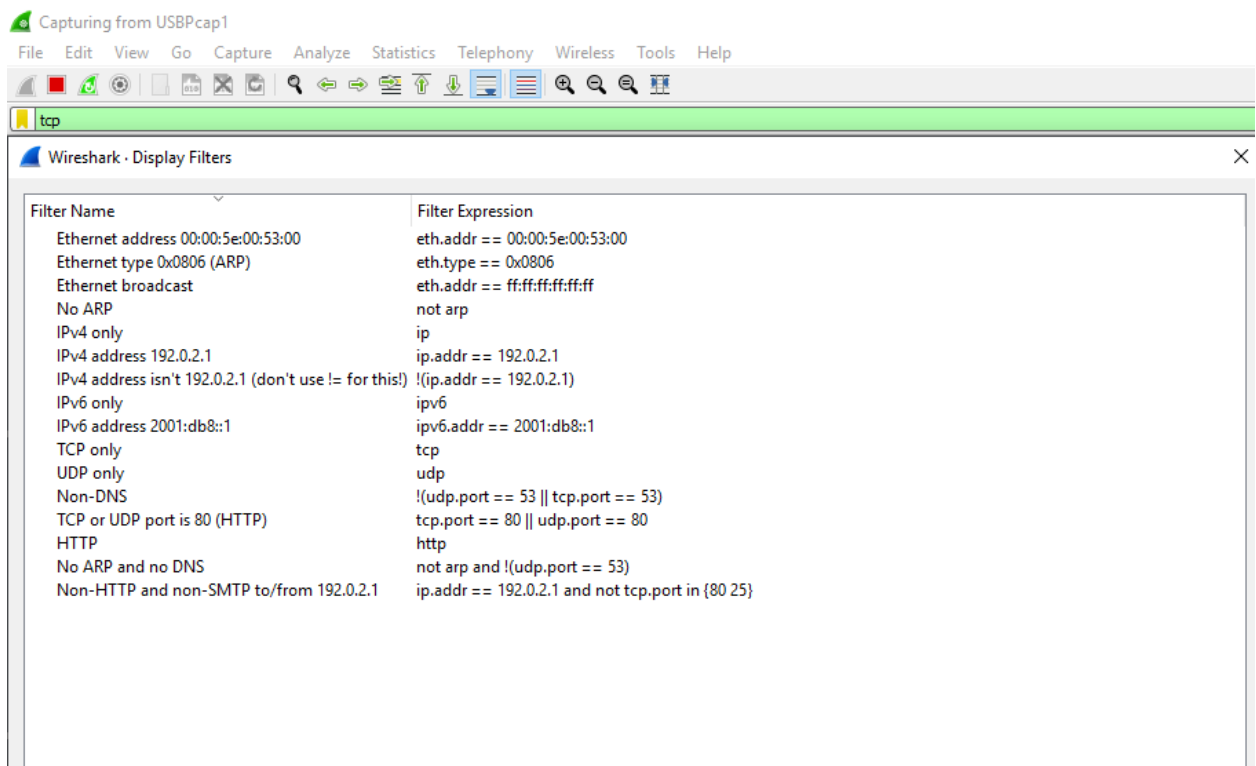 Capturing from USBPcap1
File Edit View Go Capture Analyze Statistics Telephony Wireless Tools Help
tcp
Wireshark · Display Filters
Filter Name Filter Expression
Ethernet address 00:00:5e:00:53:00 eth.addr == 00:00:5e:00:53:00
Ethernet type 0x0806 (ARP) eth.type == 0x0806
Ethernet broadcast eth.addr == ff:ff:ff:ff:ff:ff
No ARP not arp
IPv4 only ip
IPv4 address 192.0.2.1 ip.addr == 192.0.2.1
IPv4 address isn't 192.0.2.1 (don't use != for this!) !(ip.addr == 192.0.2.1)
IPv6 only ipv6
IPv6 address 2001:db8::1 ipv6.addr == 2001:db8::1
TCP only tcp
UDP only udp
Non-DNS !(udp.port == 53 || tcp.port == 53)
TCP or UDP port is 80 (HTTP) tcp.port == 80 || udp.port == 80
HTTP http
No ARP and no DNS not arp and !(udp.port == 53)
Non-HTTP and non-SMTP to/from 192.0.2.1 ip.addr == 192.0.2.1 and not tcp.port in {80 25}